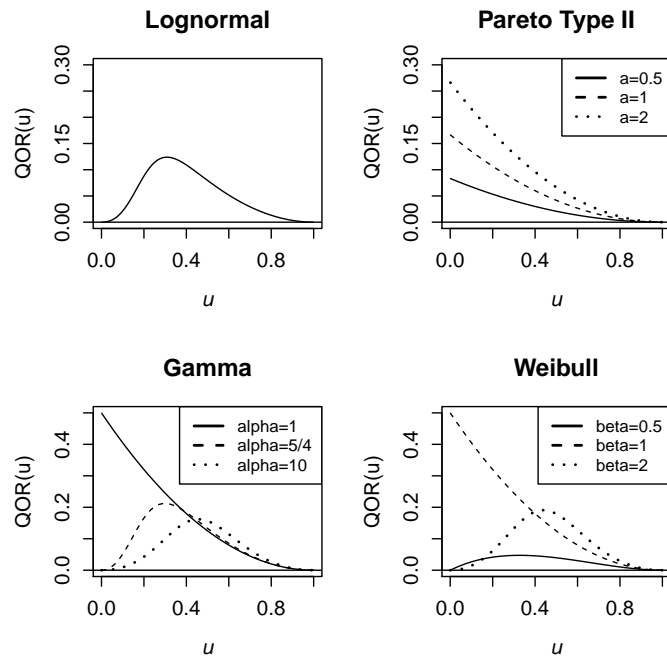 Lognormal
QOR(u)
0.30
0.15
0.00
0.0
0.4
0.8
u
Pareto Type II
QOR(u)
0.30
0.15
0.00
a=0.5
a=1
a=2
0.0
0.4
0.8
u
Gamma
QOR(u)
0.4
0.2
0.0
alpha=1
alpha=5/4
alpha=10
0.0
0.4
0.8
u
Weibull
QOR(u)
0.4
0.2
0.0
beta=0.5
beta=1
beta=2
0.0
0.4
0.8
u